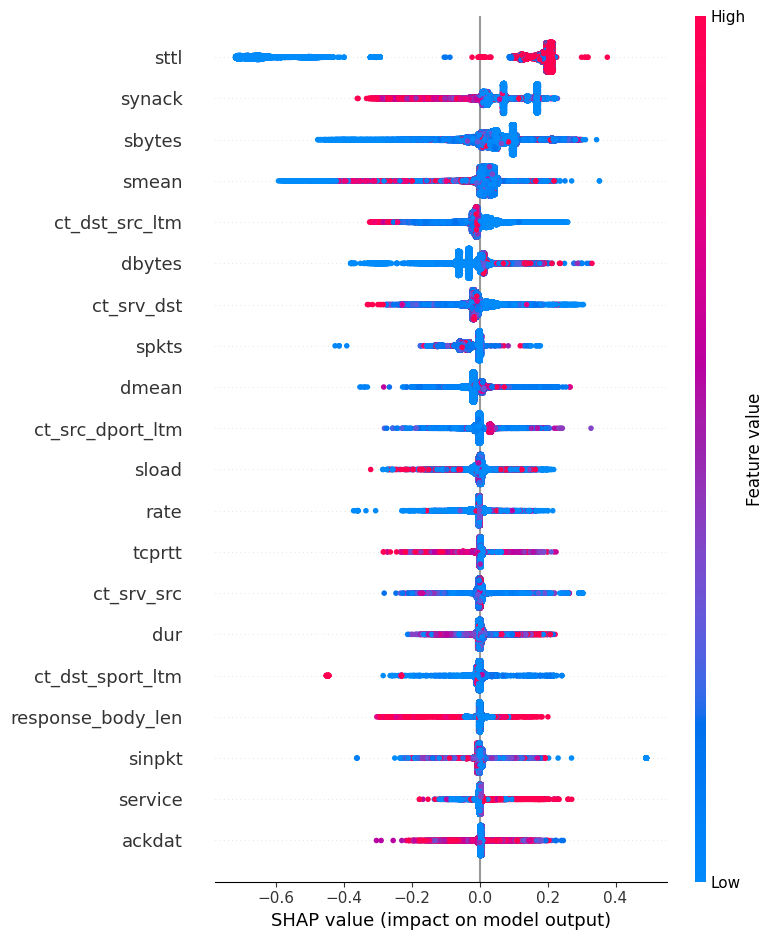 High
sttl
synack
sbytes
smean
ct_dst_src_ltm
dbytes
ct_srv_dst
spkts
dmean
ct_src_dport_ltm
sload
rate
tcprtt
ct_srv_src
dur
ct_dst_sport_ltm
response_body_len
sinpkt
service
ackdat
Feature value
Low
−0.6 −0.4 −0.2 0.0 0.2 0.4
SHAP value (impact on model output)